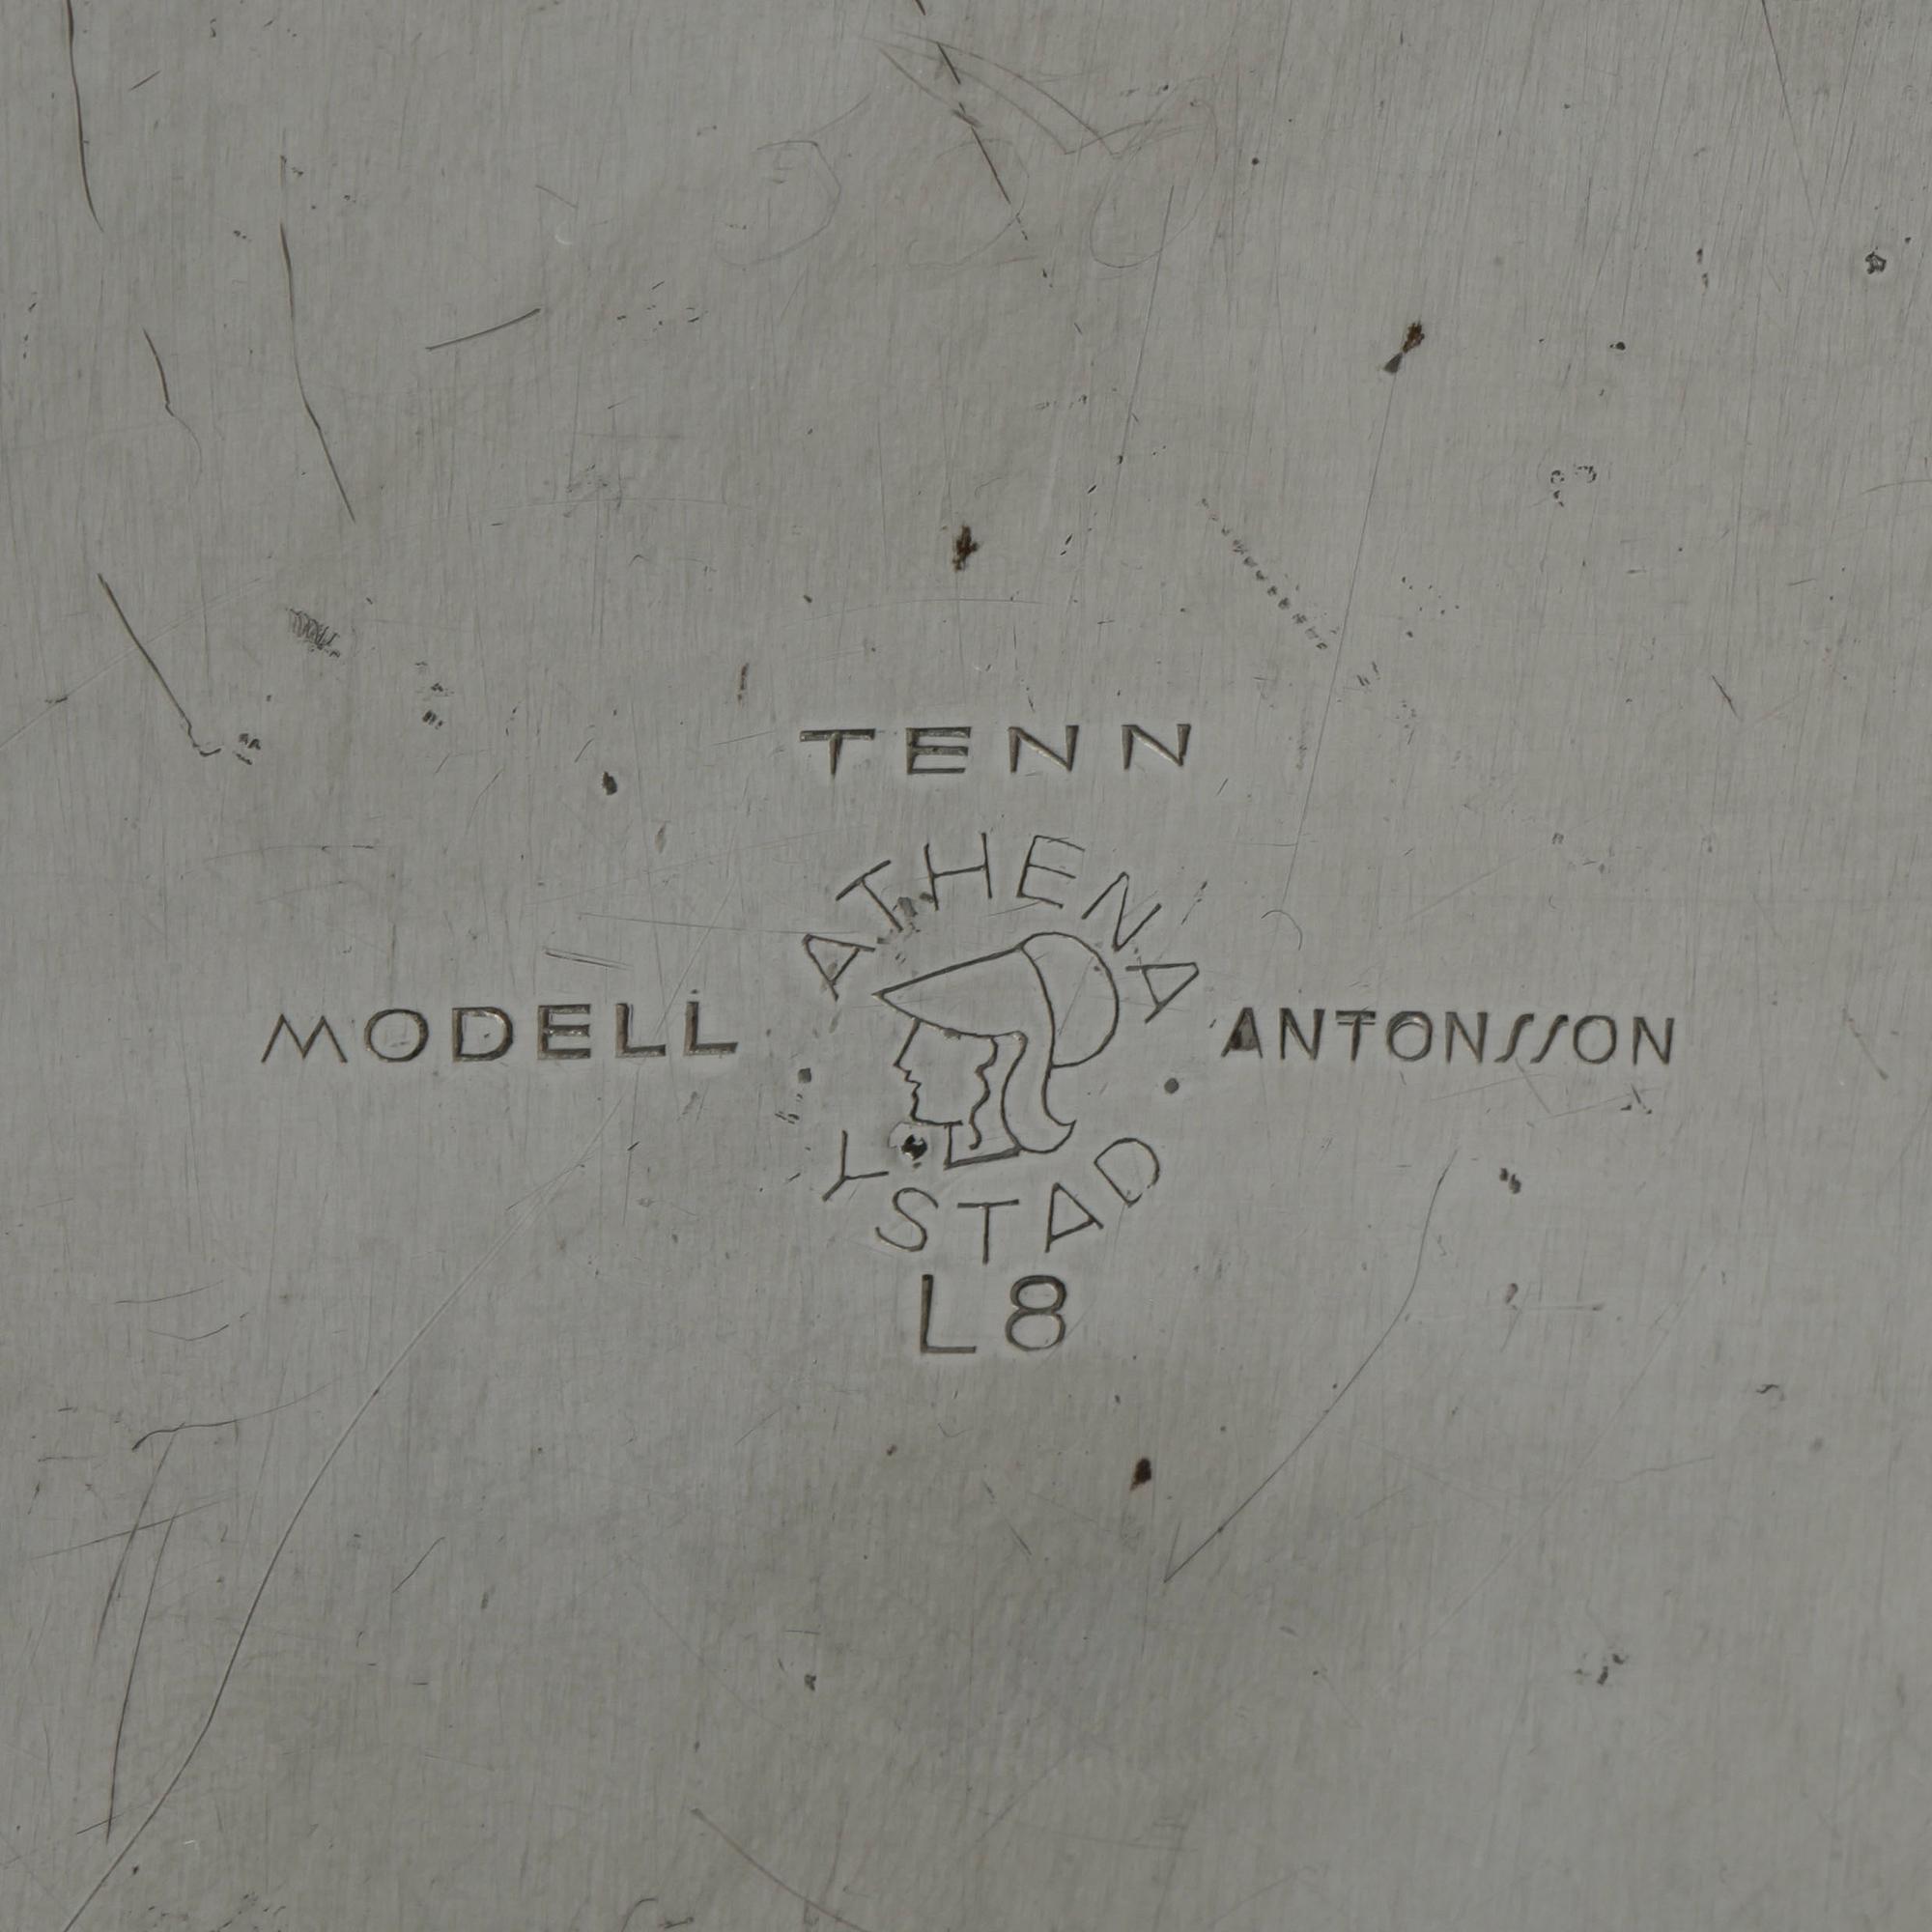 TENN
ATHENA
MODELL ANTONSSON
YSTAD
L8